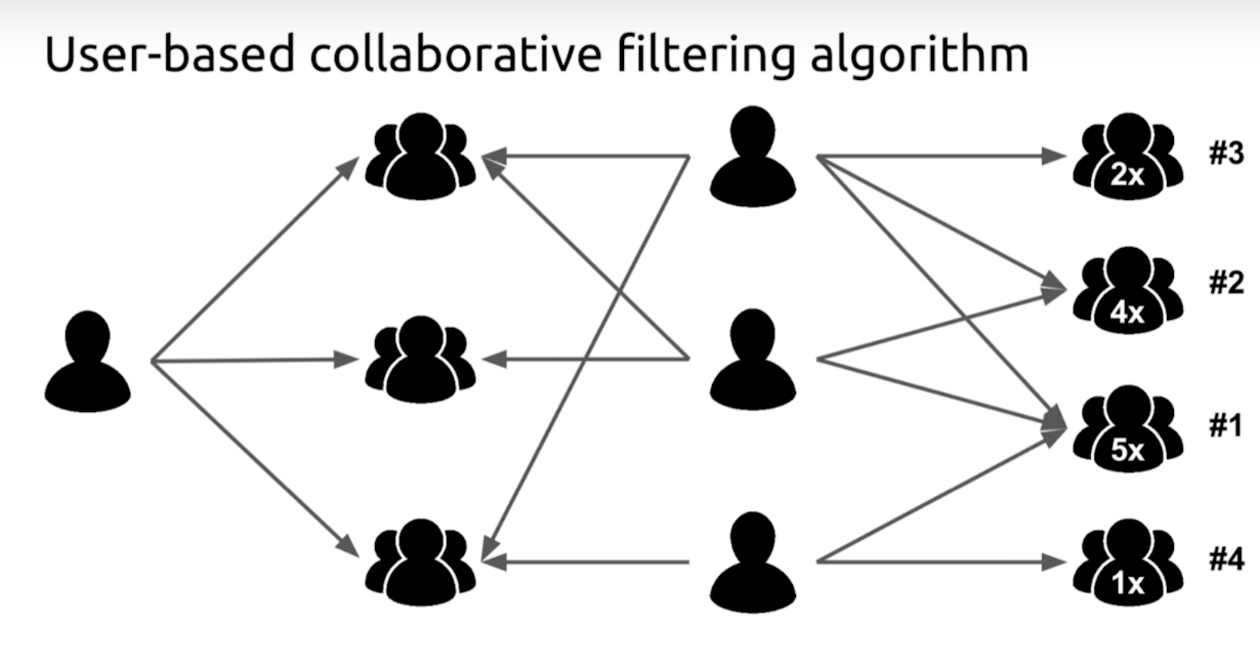 User-based collaborative filtering algorithm
2x #3
4x #2
5x #1
1x #4